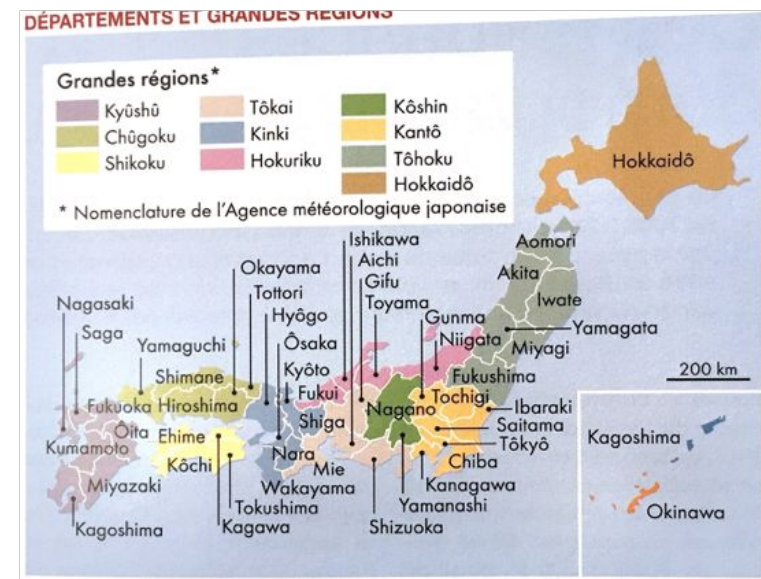 DÉPARTEMENTS ET GRANDES RÉGIONS
Grandes régions*
Kyûshû
Chûgoku
Shikoku
Tôkai
Kinki
Hokuriku
Kôshin
Kantô
Tôhoku
Hokkaidô
* Nomenclature de l'Agence météorologique japonaise
Hokkaidô
Aomori
Akita
Iwate
Yamagata
Miyagi
Fukushima
Ishikawa
Aichi
Gifu
Toyama
Gunma
Niigata
Okayama
Tottori
Hyôgo
Ôsaka
Kyôto
Fukui
Nagasaki
Saga
Yamaguchi
Shimane
Fukuoka
Hiroshima
Shiga
Nagano
Tochigi
Ibaraki
Saitama
Tôkyô
Chiba
Kanagawa
Yamanashi
Shizuoka
Ôita
Ehime
Kumamoto
Kôchi
Miyazaki
Kagoshima
Nara
Mie
Wakayama
Tokushima
Kagawa
200 km
Kagoshima
Okinawa